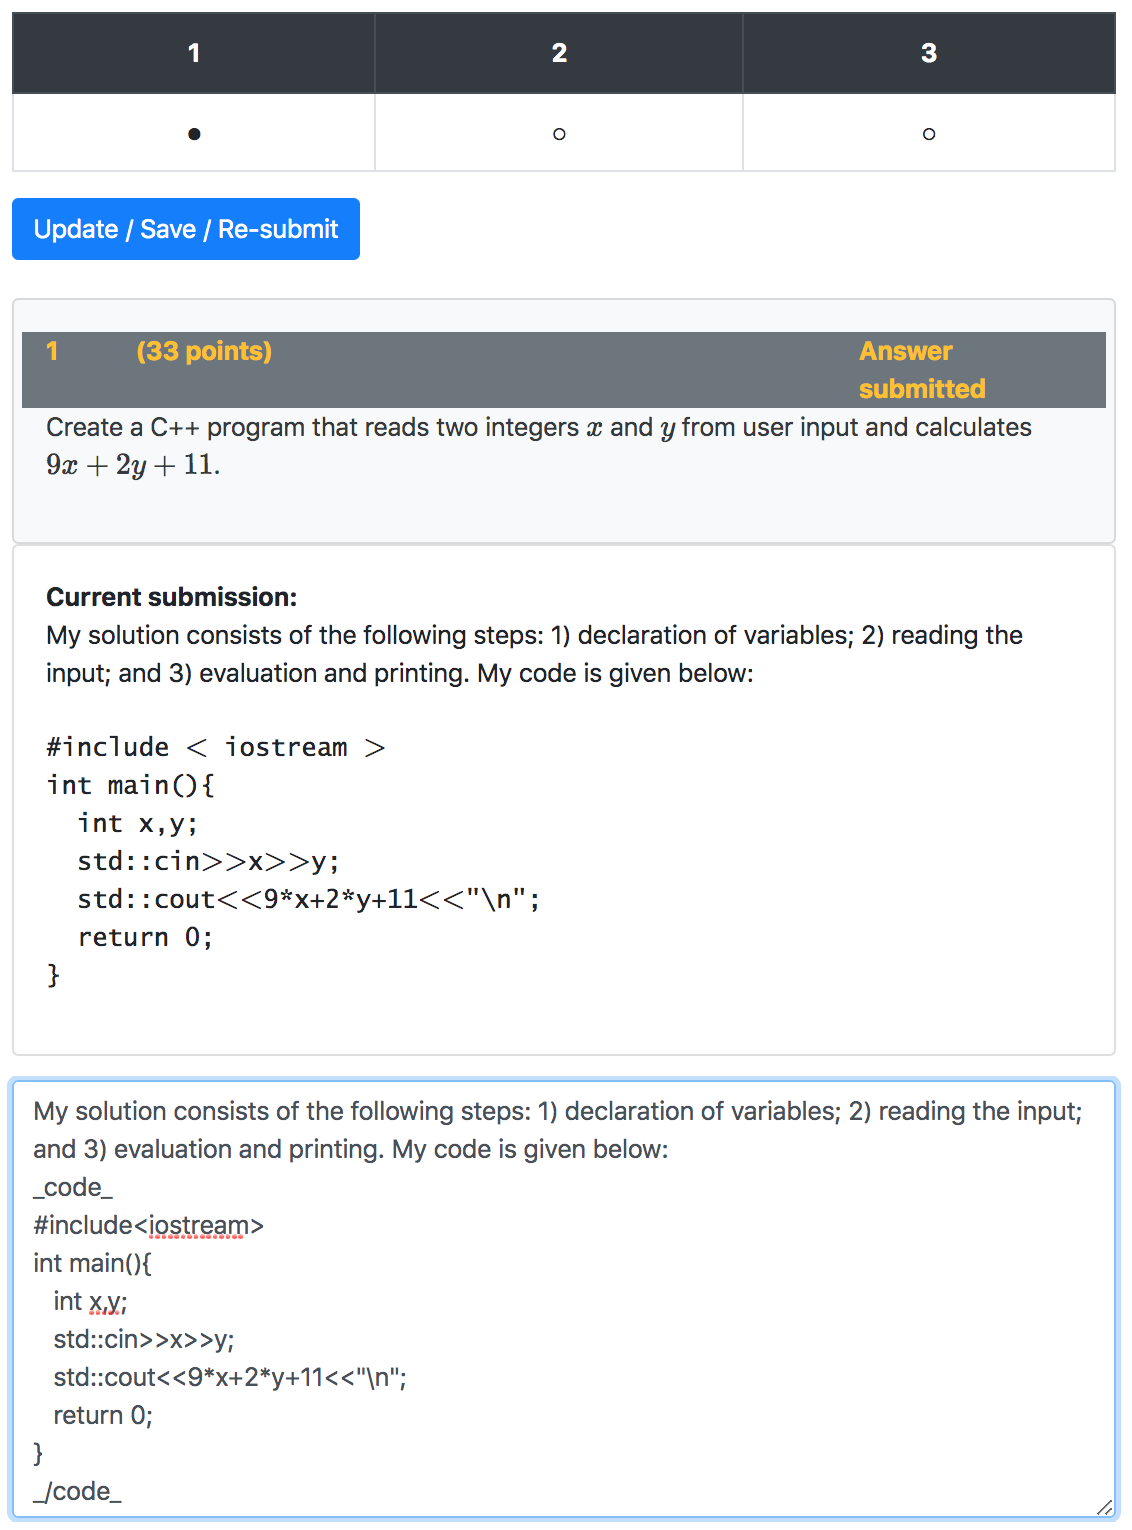 1 2 3
Update / Save / Re-submit
1 (33 points) Answer
submitted
Create a C++ program that reads two integers x and y from user input and calculates
9x + 2y + 11.
Current submission:
My solution consists of the following steps: 1) declaration of variables; 2) reading the
input; and 3) evaluation and printing. My code is given below:
#include < iostream >
int main(){
  int x,y;
  std::cin>>x>>y;
  std::cout<<9*x+2*y+11<<"\n";
  return 0;
}
My solution consists of the following steps: 1) declaration of variables; 2) reading the input;
and 3) evaluation and printing. My code is given below:
_code_
#include<iostream>
int main(){
  int x,y;
  std::cin>>x>>y;
  std::cout<<9*x+2*y+11<<"\n";
  return 0;
}
_/code_